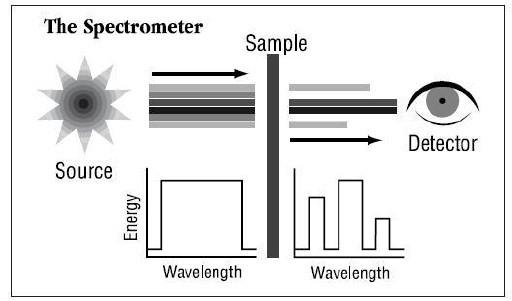 The Spectrometer
Sample
Source
Detector
Energy
Wavelength
Wavelength